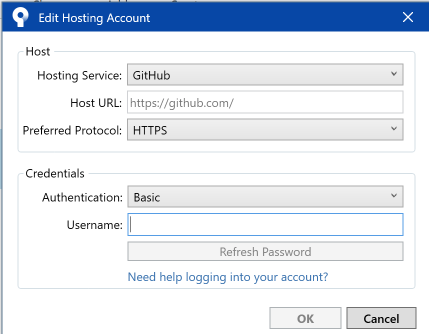 Edit Hosting Account
Host
Hosting Service: GitHub
Host URL: https://github.com/
Preferred Protocol: HTTPS
Credentials
Authentication: Basic
Username:
Refresh Password
Need help logging into your account?
OK Cancel